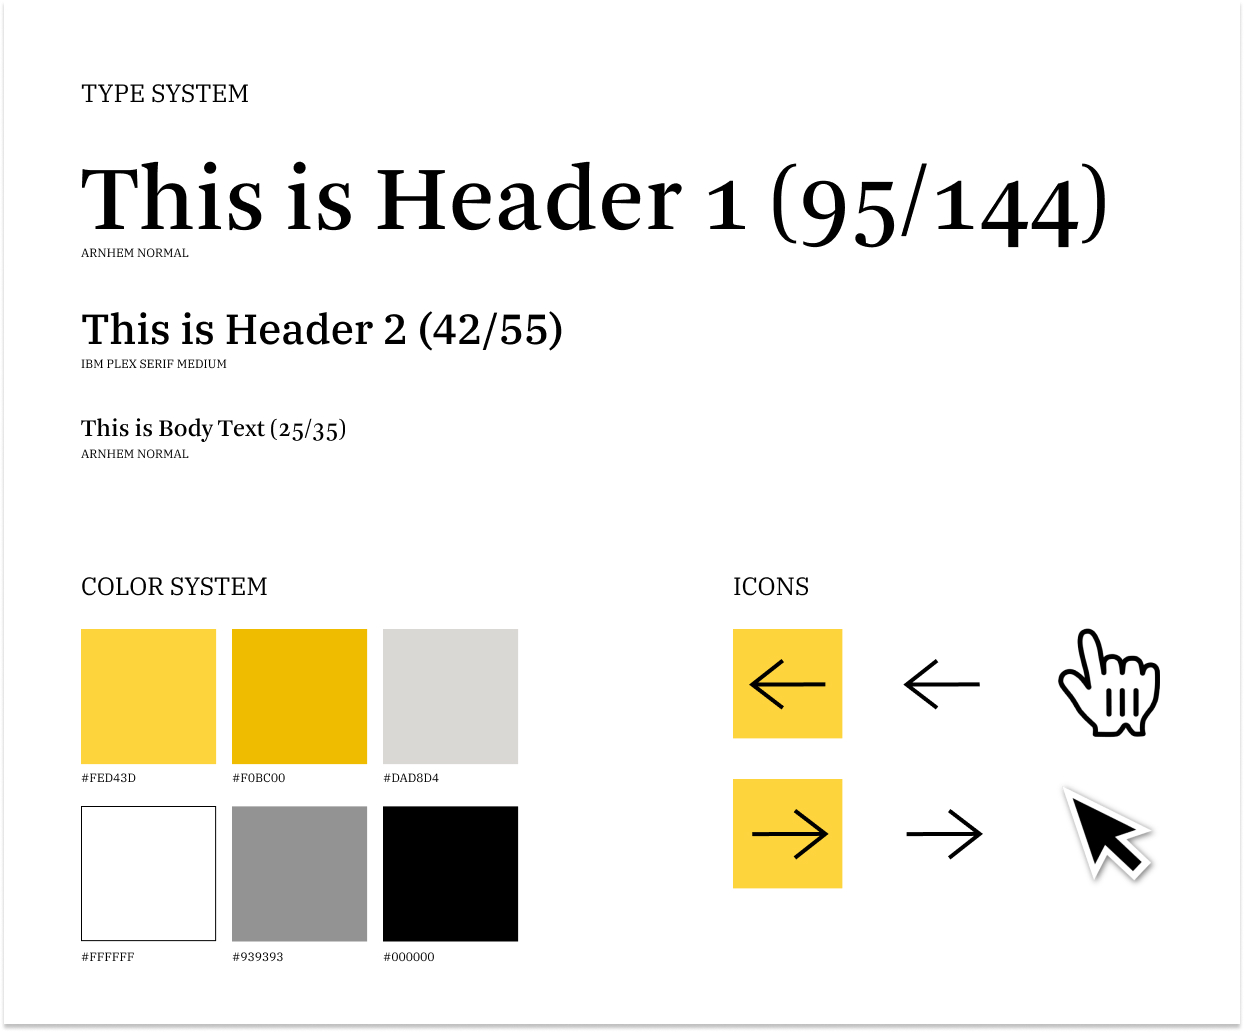 TYPE SYSTEM
This is Header 1 (95/144)
ARNHEM NORMAL
This is Header 2 (42/55)
IBM PLEX SERIF MEDIUM
This is Body Text (25/35)
ARNHEM NORMAL
COLOR SYSTEM
#FED43D #F0BC00 #DAD8D4
#FFFFFF #939393 #000000
ICONS